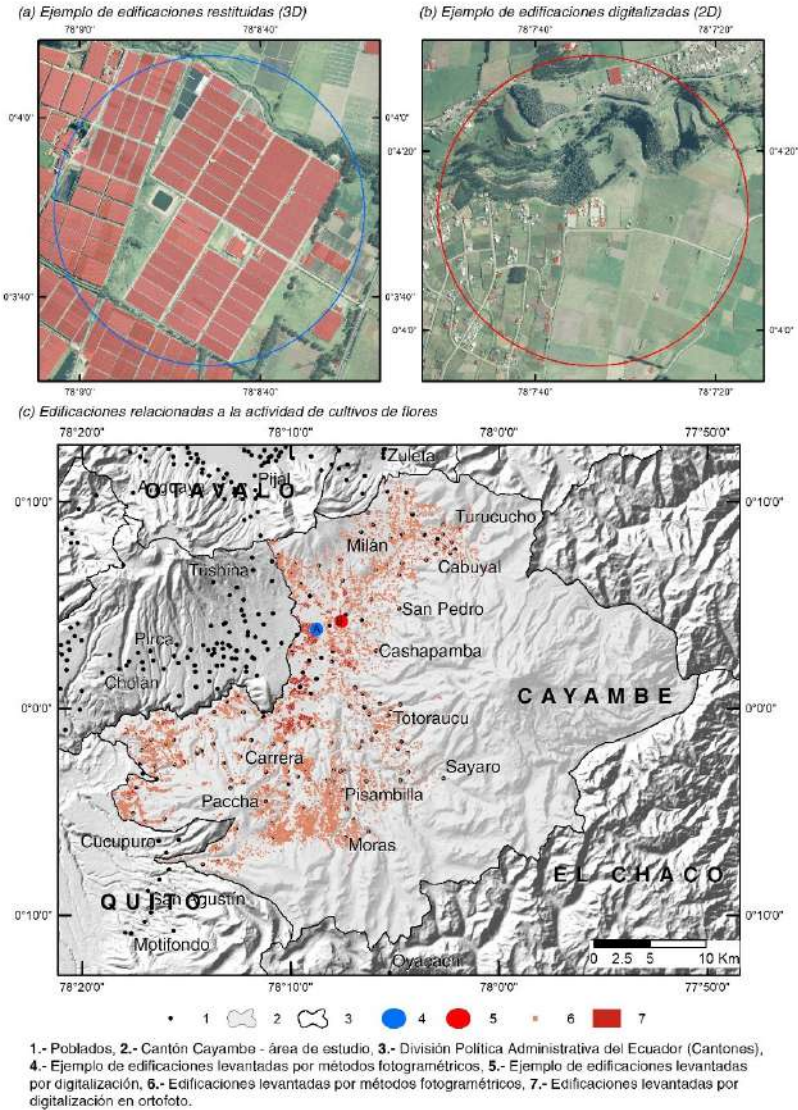 (a) Ejemplo de edificaciones restituidas (3D)
(b) Ejemplo de edificaciones digitalizadas (2D)
78°9'0" 78°8'40"
78°7'40" 78°7'20"
0°4'0"
0°4'20"
0°4'20"
0°3'40"
0°3'40"
0°4'0"
0°4'0"
78°9'0" 78°8'40"
78°7'40" 78°7'20"
(c) Edificaciones relacionadas a la actividad de cultivos de flores
78°20'0" 78°10'0" 78°0'0" 77°50'0"
Zuleta
Pijal
OTAVALO
0°10'0" 0°10'0"
Turucucho
Milán
Tushina
Cabuyal
San Pedro
A
Pirca
Cashapamba
Cholán
CAYAMBE
0°0'0" 0°0'0"
Totoraucu
Carrera
Sayaro
Paccha
Pisambilla
Cucupuro
Moras
EL CHACO
QUITO
San Agustín
0°10'0" 0°10'0"
Motifondo
Oyacachi
0 2.5 5 10 Km
78°20'0" 78°10'0" 78°0'0" 77°50'0"
1 2 3 4 5 6 7
1.- Poblados, 2.- Cantón Cayambe - área de estudio, 3.- División Política Administrativa del Ecuador (Cantones),
4.- Ejemplo de edificaciones levantadas por métodos fotogramétricos, 5.- Ejemplo de edificaciones levantadas
por digitalización, 6.- Edificaciones levantadas por métodos fotogramétricos, 7.- Edificaciones levantadas por
digitalización en ortofoto.